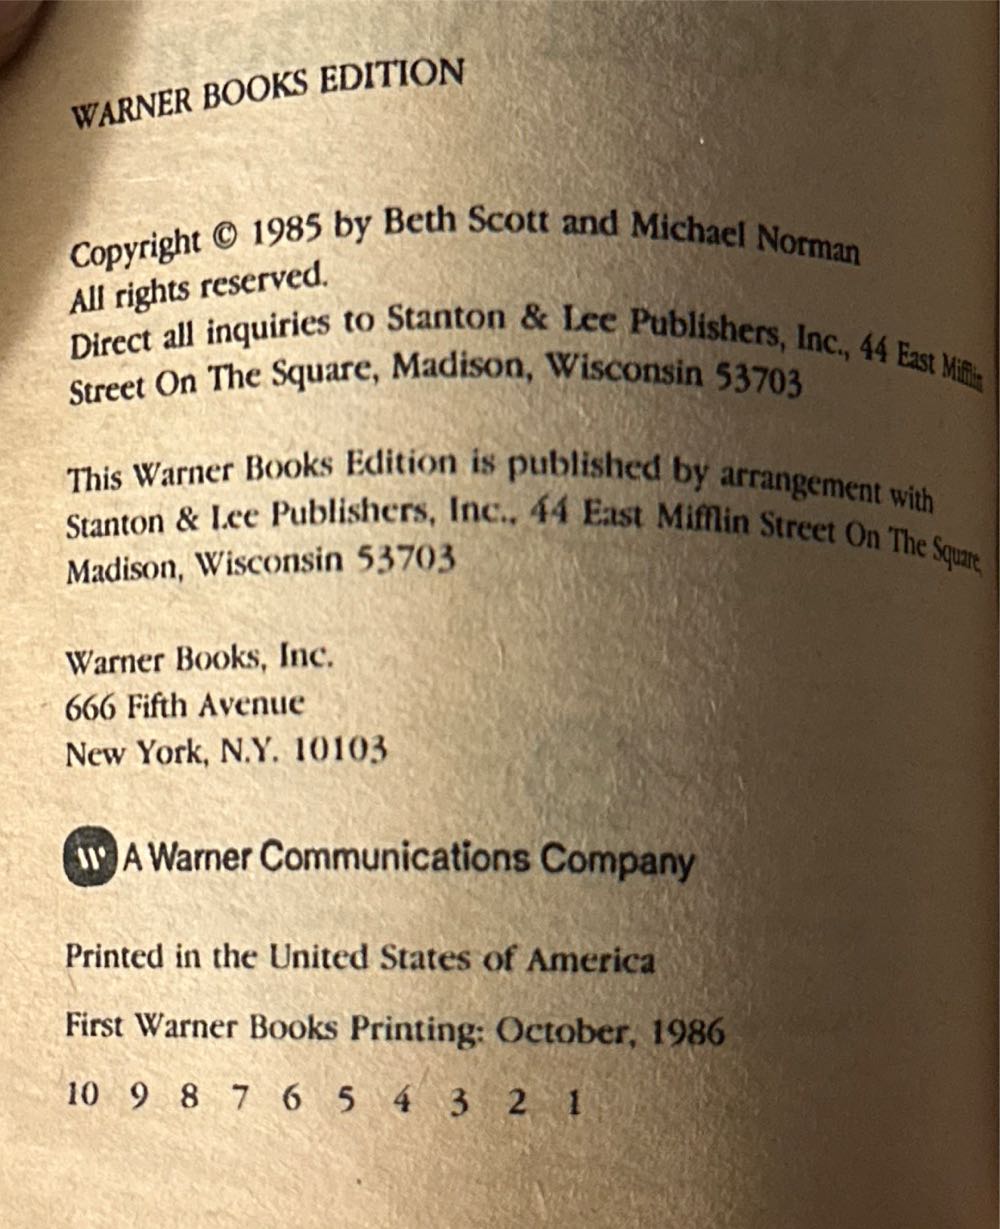 WARNER BOOKS EDITION
Copyright © 1985 by Beth Scott and Michael Norman
All rights reserved.
Direct all inquiries to Stanton & Lee Publishers, Inc., 44 East Mifflin
Street On The Square, Madison, Wisconsin 53703
This Warner Books Edition is published by arrangement with
Stanton & Lee Publishers, Inc., 44 East Mifflin Street On The Square,
Madison, Wisconsin 53703
Warner Books, Inc.
666 Fifth Avenue
New York, N.Y. 10103
W A Warner Communications Company
Printed in the United States of America
First Warner Books Printing: October, 1986
10 9 8 7 6 5 4 3 2 1